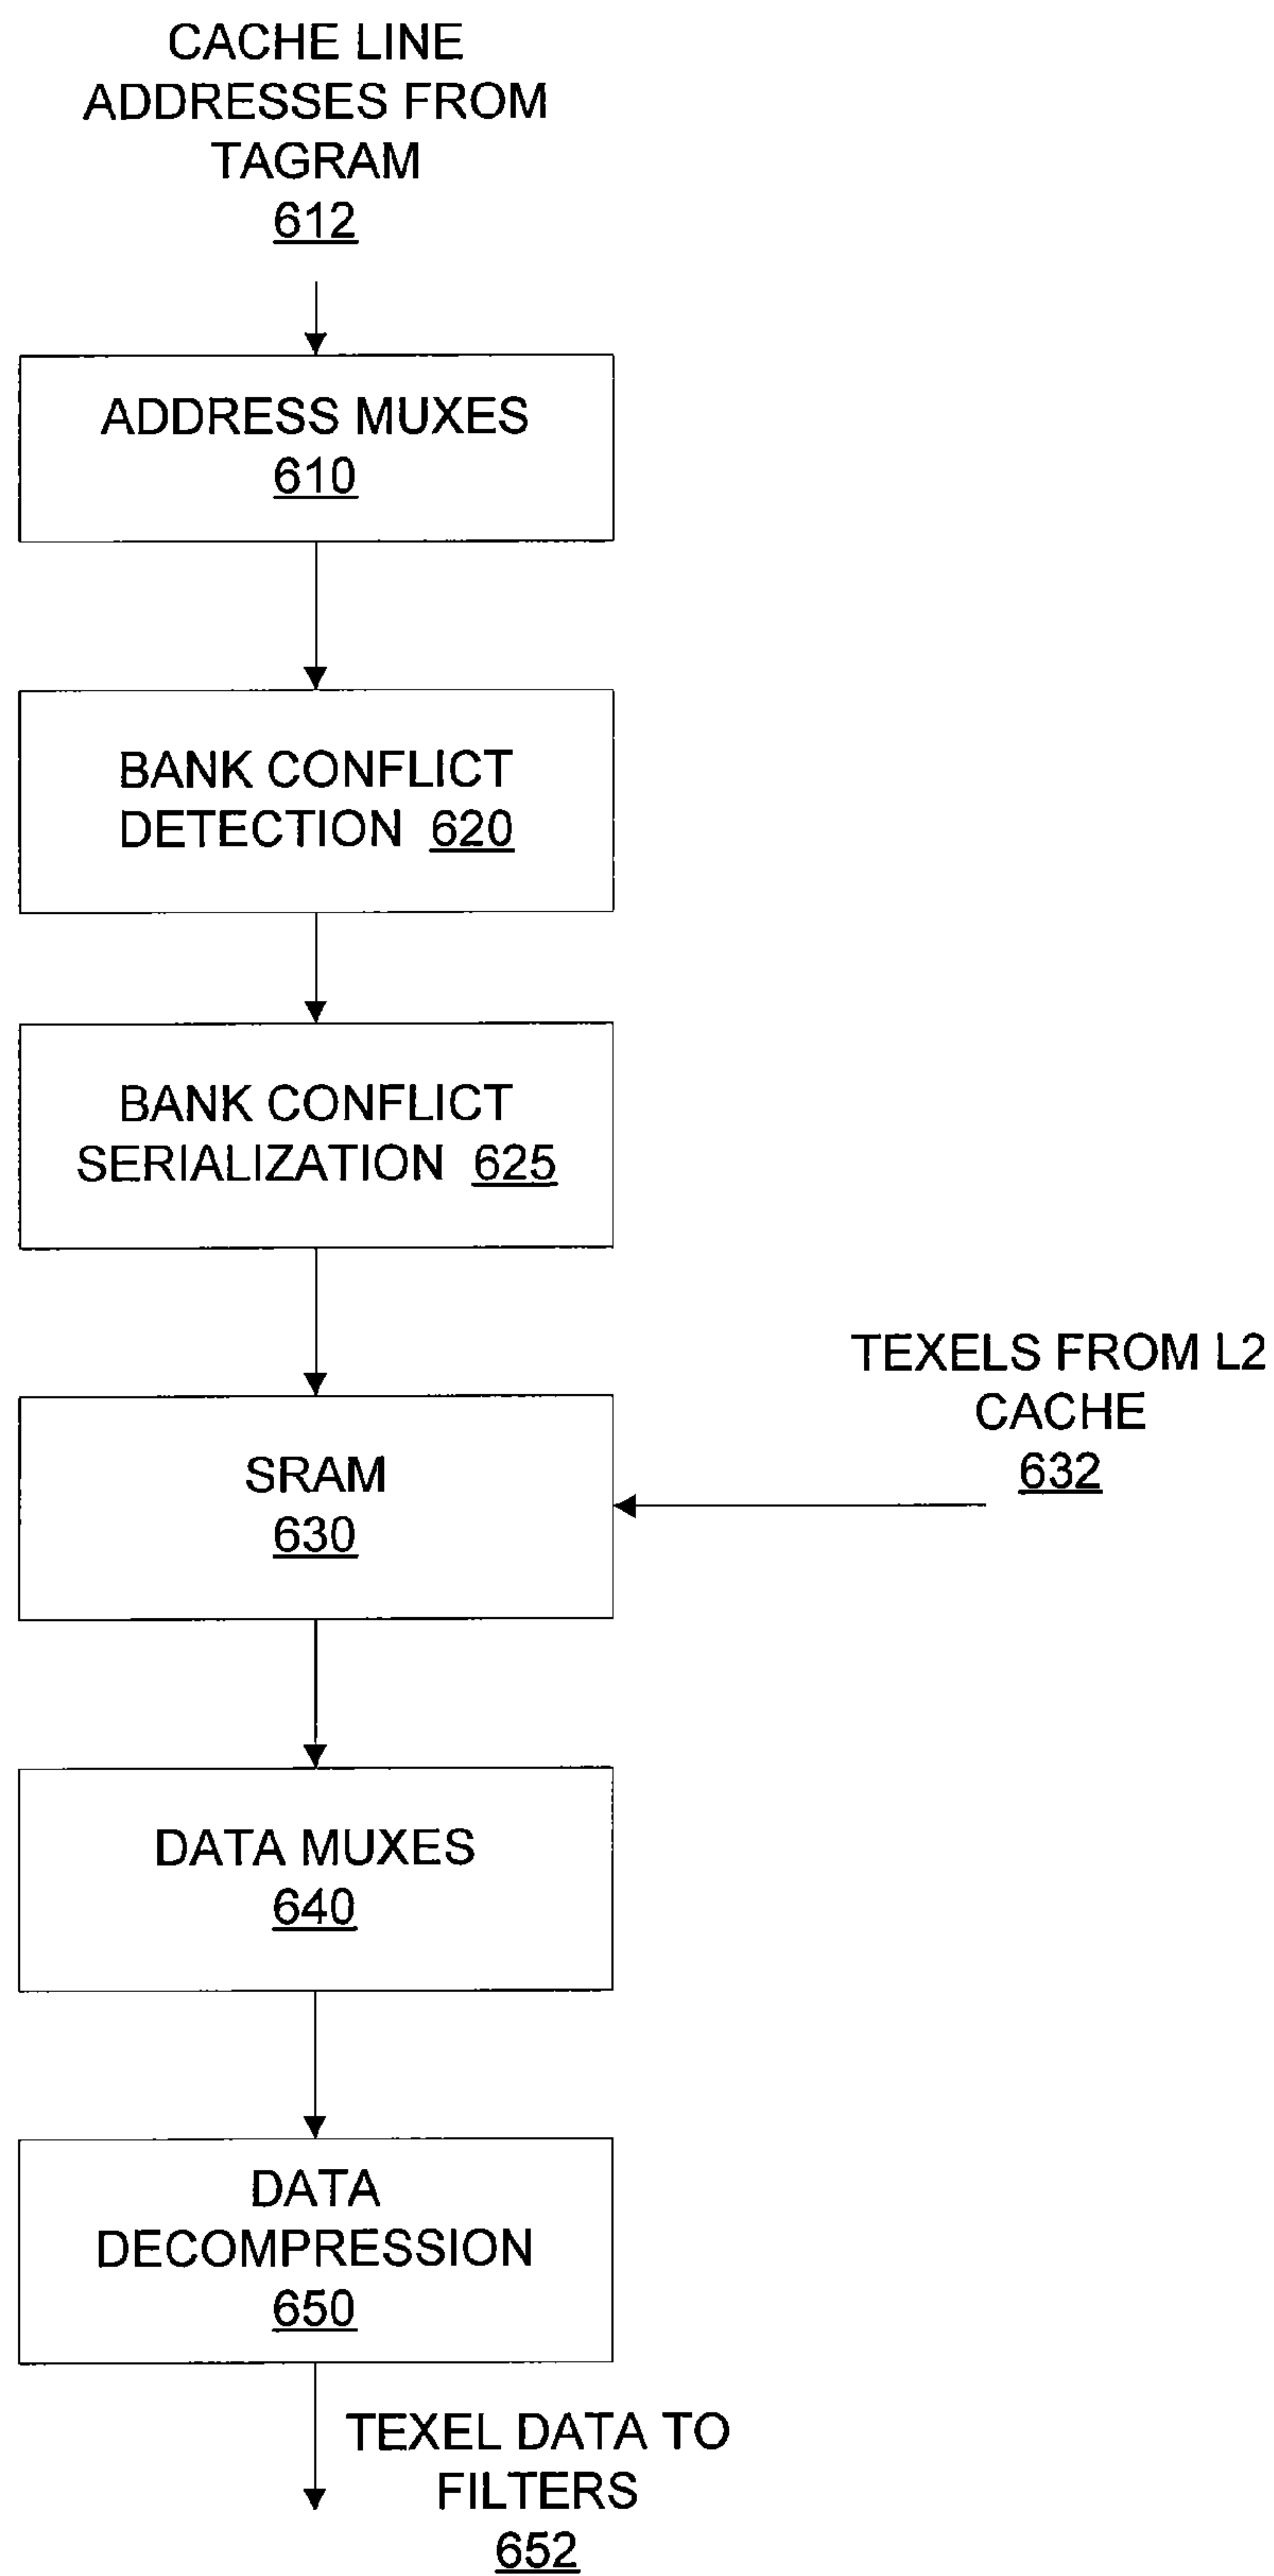 CACHE LINE
ADDRESSES FROM
TAGRAM
612
ADDRESS MUXES
610
BANK CONFLICT
DETECTION 620
BANK CONFLICT
SERIALIZATION 625
SRAM
630
TEXELS FROM L2
CACHE
632
DATA MUXES
640
DATA
DECOMPRESSION
650
TEXEL DATA TO
FILTERS
652